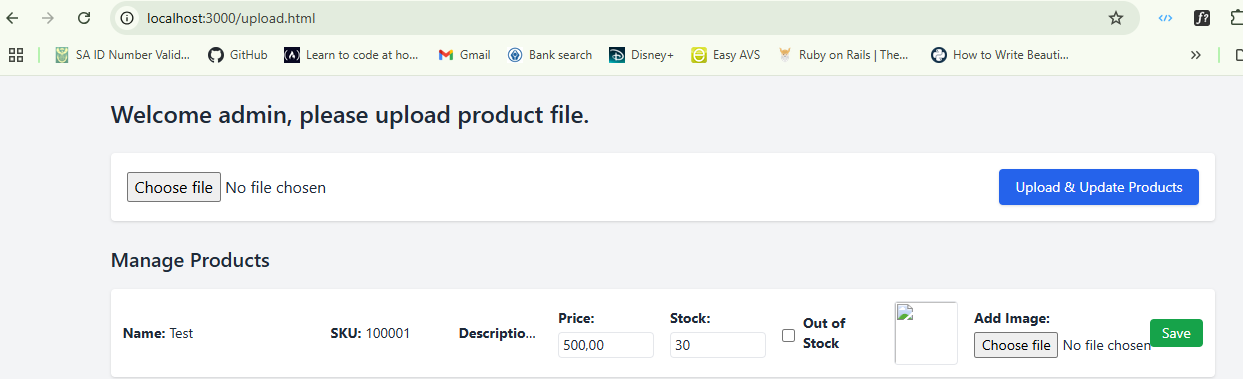 localhost:3000/upload.html
SA ID Number Valid... GitHub Learn to code at ho... Gmail Bank search Disney+ Easy AVS Ruby on Rails | The... How to Write Beauti...
Welcome admin, please upload product file.
Choose file No file chosen Upload & Update Products
Manage Products
Name: Test SKU: 100001 Descriptio... Price: 500,00 Stock: 30 Out of Stock Add Image: Choose file No file chosen Save